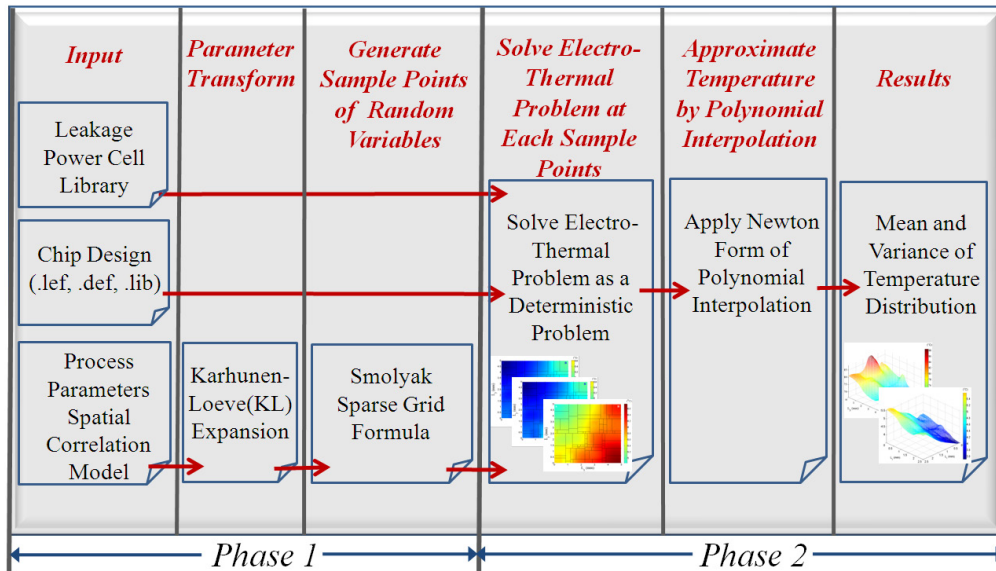 Input
Parameter
Transform
Generate
Sample Points
of Random
Variables
Solve Electro-
Thermal
Problem at
Each Sample
Points
Approximate
Temperature
by Polynomial
Interpolation
Results
Leakage
Power Cell
Library
Chip Design
(.lef, .def, .lib)
Process
Parameters
Spatial
Correlation
Model
Karhunen-
Loeve(KL)
Expansion
Smolyak
Sparse Grid
Formula
Solve Electro-
Thermal
Problem as a
Deterministic
Problem
Apply Newton
Form of
Polynomial
Interpolation
Mean and
Variance of
Temperature
Distribution
Phase 1
Phase 2